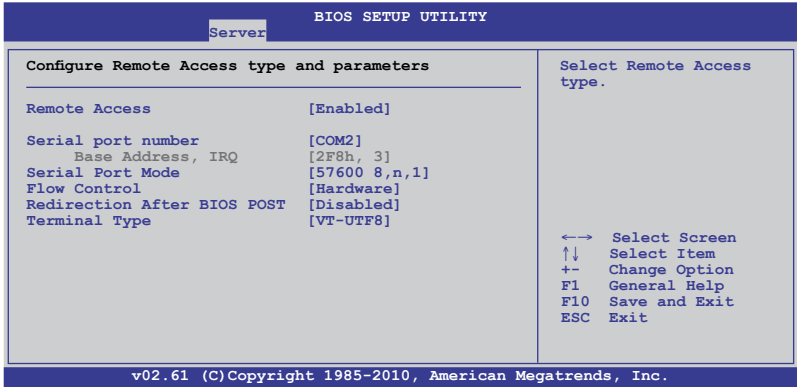 BIOS SETUP UTILITY
Server
Configure Remote Access type and parameters
Remote Access [Enabled]
Serial port number [COM2]
Base Address, IRQ [2F8h, 3]
Serial Port Mode [57600 8,n,1]
Flow Control [Hardware]
Redirection After BIOS POST [Disabled]
Terminal Type [VT-UTF8]
Select Remote Access
type.
←→ Select Screen
↑↓ Select Item
+- Change Option
F1 General Help
F10 Save and Exit
ESC Exit
v02.61 (C)Copyright 1985-2010, American Megatrends, Inc.